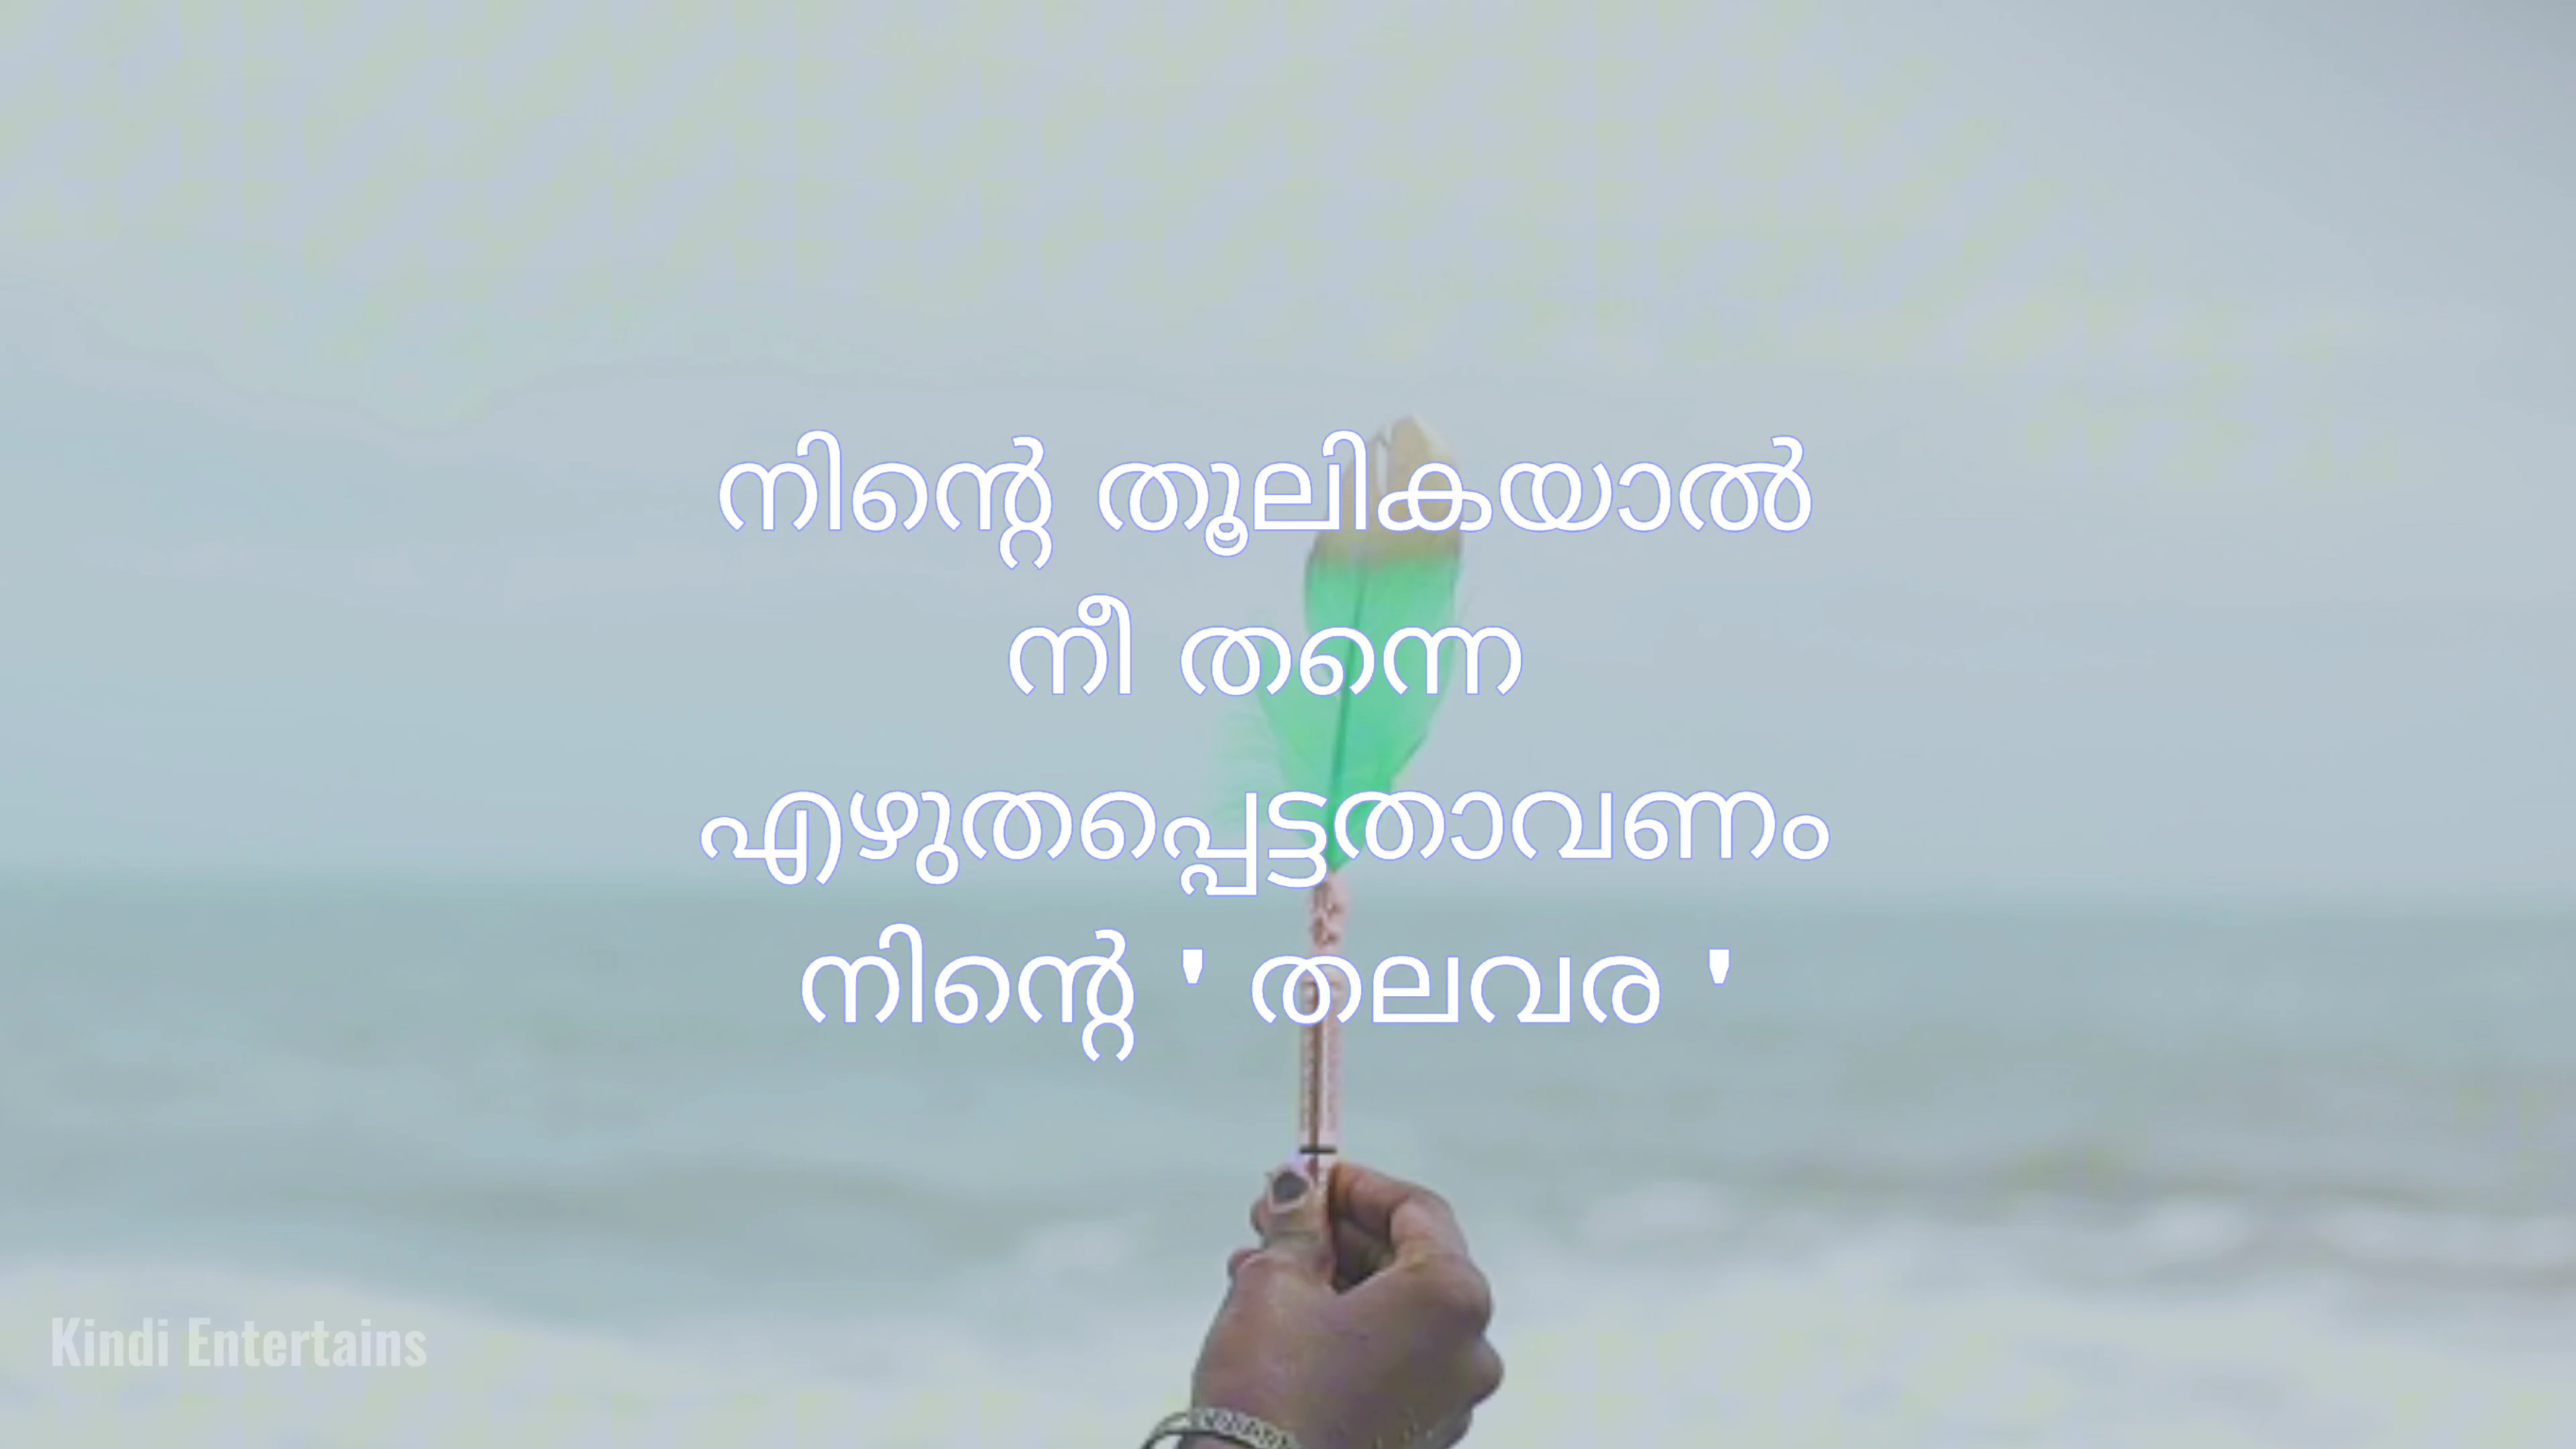 നിന്റെ തൂലികയാൽ
നീ തന്നെ
എഴുതപ്പെട്ടതാവണം
നിന്റെ ' തലവര '
Kindi Entertains